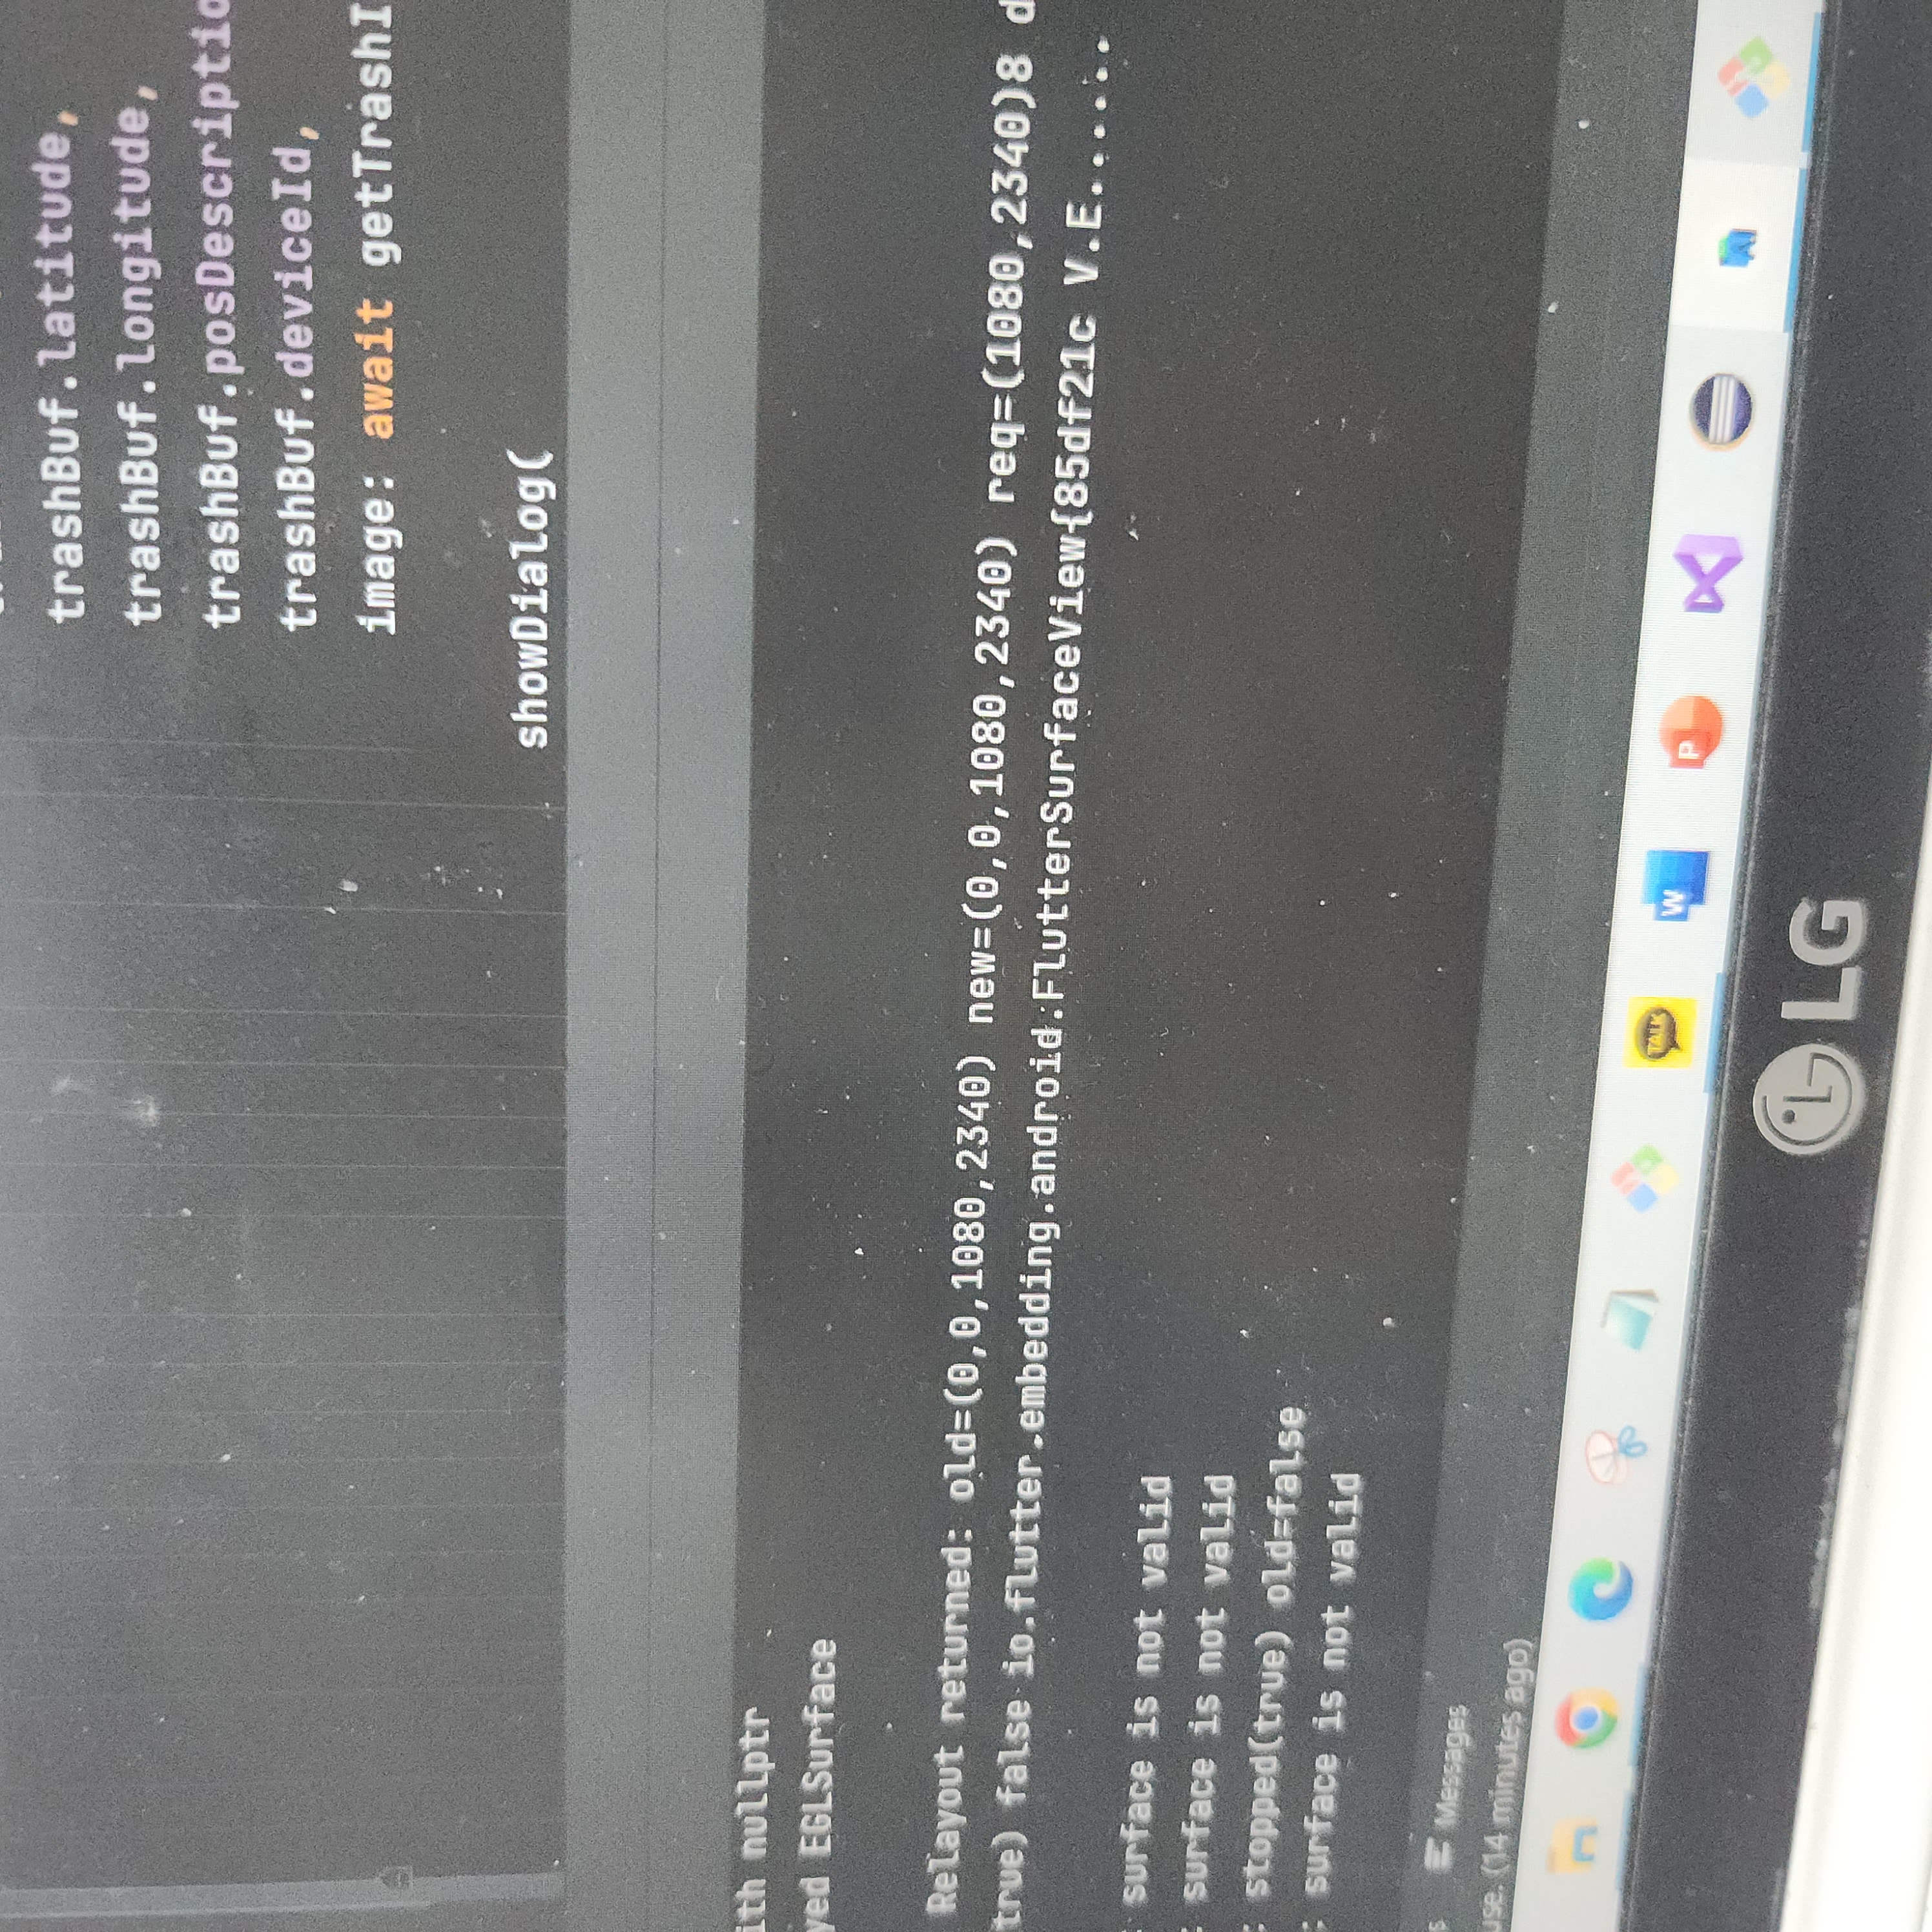 trashBuf.latitude,
trashBuf.longitude,
trashBuf.posDescriptio
trashBuf.deviceId,
image: await getTrashI
showDialog(
ith nullptr
yed EGLSurface
Relayout returned: old=(0,0,1080,2340) new=(0,0,1080,2340) req=(1080,2340)8 d
true) false io.flutter.embedding.android.FlutterSurfaceView{85df21c V.E......
: surface is not valid
: surface is not valid
: stopped(true) old=false
: surface is not valid
s Messages
use. (14 minutes ago)
TALK
W
P
LG